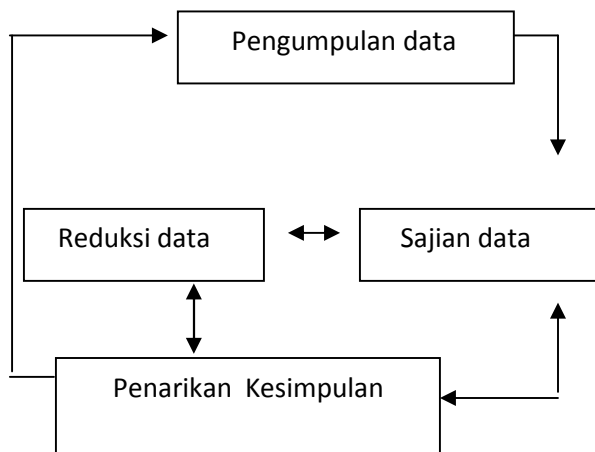 Pengumpulan data
Reduksi data
Sajian data
Penarikan Kesimpulan